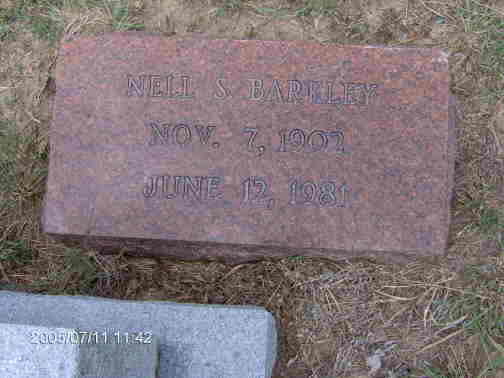 NELL S. BARKLEY
NOV. 7, 1902
JUNE 12, 1981
2005/07/11 11:42